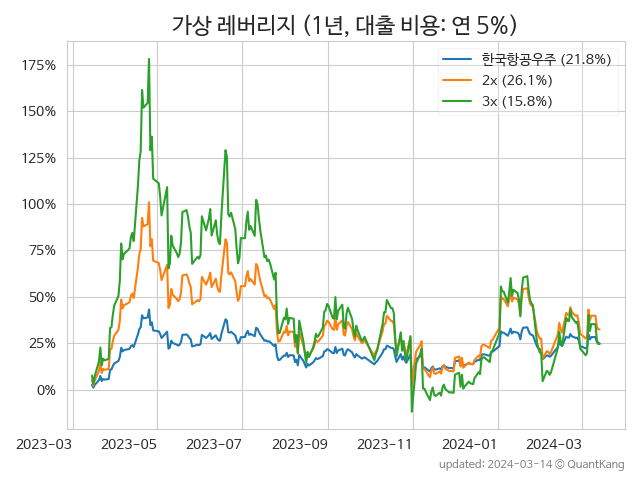 가상 레버리지 (1년, 대출 비용: 연 5%)
한국항공우주 (21.8%)
2x (26.1%)
3x (15.8%)
175%
150%
125%
100%
75%
50%
25%
0%
2023-03 2023-05 2023-07 2023-09 2023-11 2024-01 2024-03
updated: 2024-03-14 © QuantKang